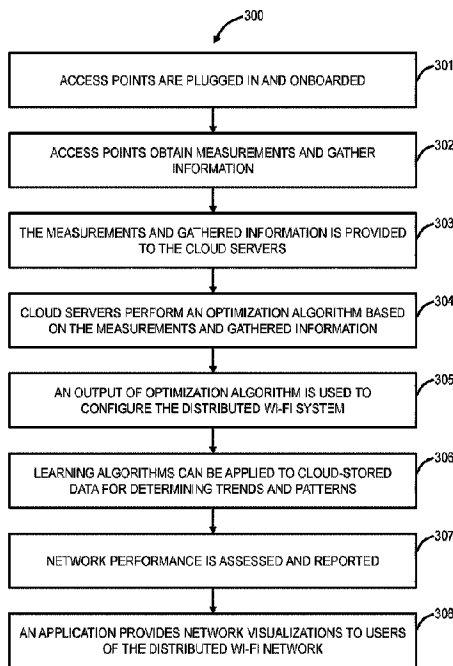 300
ACCESS POINTS ARE PLUGGED IN AND ONBOARDED
301
ACCESS POINTS OBTAIN MEASUREMENTS AND GATHER
INFORMATION
302
THE MEASUREMENTS AND GATHERED INFORMATION IS PROVIDED
TO THE CLOUD SERVERS
303
CLOUD SERVERS PERFORM AN OPTIMIZATION ALGORITHM BASED
ON THE MEASUREMENTS AND GATHERED INFORMATION
304
AN OUTPUT OF OPTIMIZATION ALGORITHM IS USED TO
CONFIGURE THE DISTRIBUTED WI-FI SYSTEM
305
LEARNING ALGORITHMS CAN BE APPLIED TO CLOUD-STORED
DATA FOR DETERMINING TRENDS AND PATTERNS
306
NETWORK PERFORMANCE IS ASSESSED AND REPORTED
307
AN APPLICATION PROVIDES NETWORK VISUALIZATIONS TO USERS
OF THE DISTRIBUTED WI-FI NETWORK
308